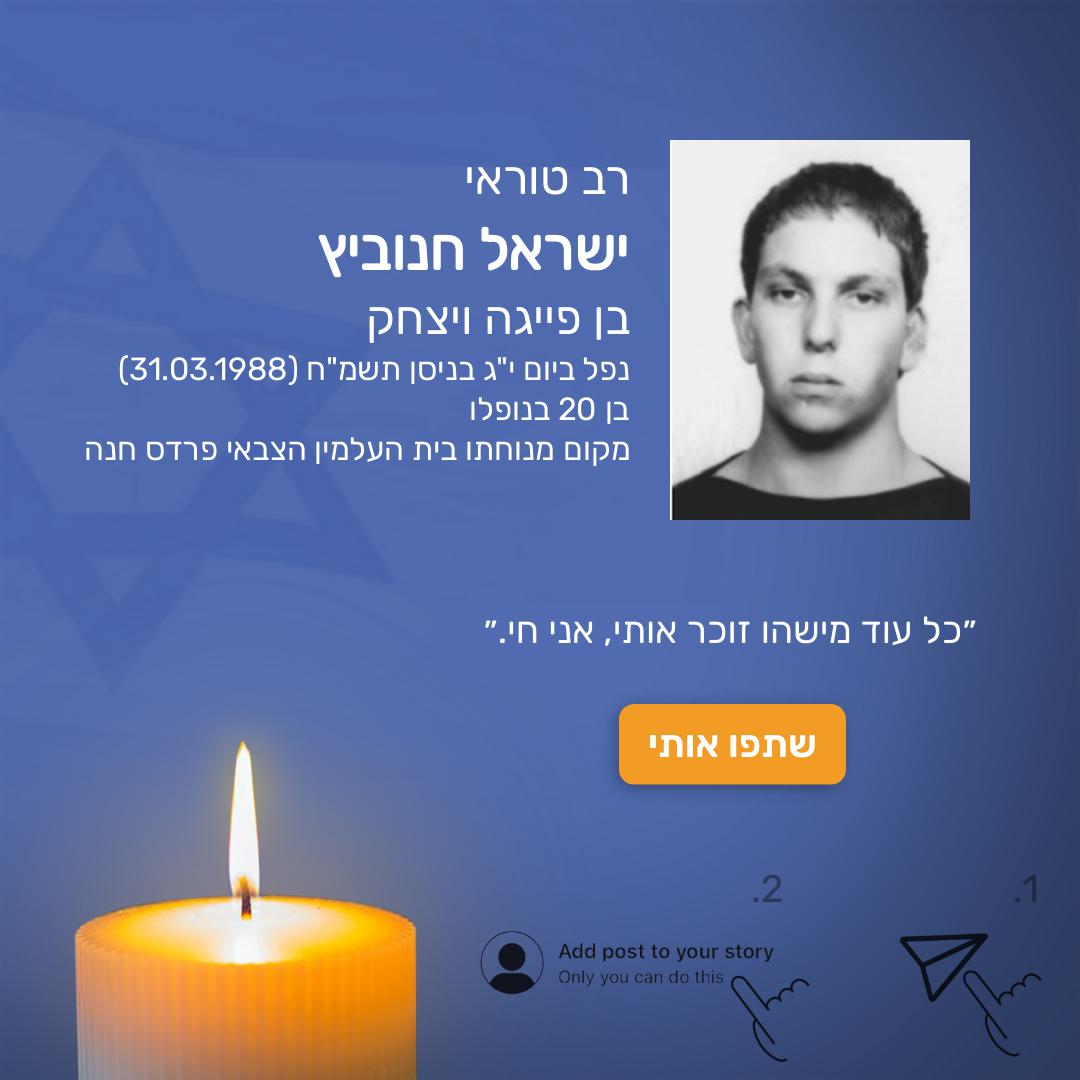 רב טוראי
ישראל חנוביץ
בן פייגה ויצחק
נפל ביום י"ג בניסן תשמ"ח (31.03.1988)
בן 20 בנופלו
מקום מנוחתו בית העלמין הצבאי פרדס חנה
״כל עוד מישהו זוכר אותי, אני חי.״
שתפו אותי
1.
2.
Add post to your story
Only you can do this